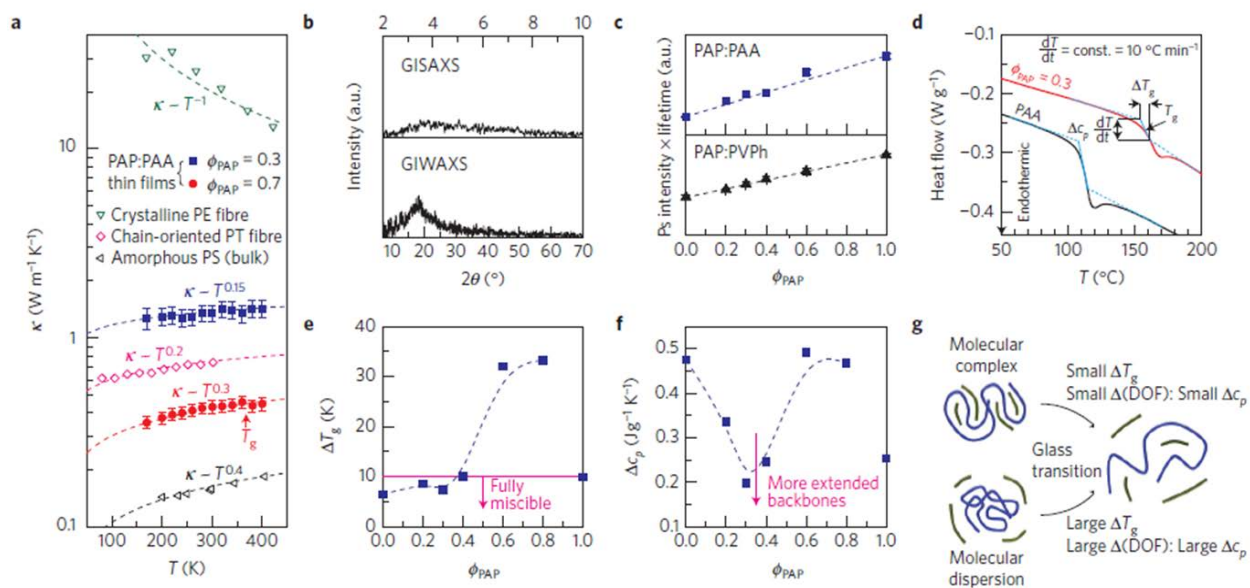 a
10
1
0.1
κ (W m⁻¹ K⁻¹)
κ ~ T⁻¹
PAP:PAA
thin films
ϕPAP = 0.3
ϕPAP = 0.7
Crystalline PE fibre
Chain-oriented PT fibre
Amorphous PS (bulk)
κ ~ T⁰·¹⁵
κ ~ T⁰·²
κ ~ T⁰·³
Tg
κ ~ T⁰·⁴
100 200 300 400
T (K)
b
2 4 6 8 10
GISAXS
GIWAXS
Intensity (a.u.)
10 20 30 40 50 60 70
2θ (°)
c
PAP:PAA
PAP:PVPh
Ps intensity × lifetime (a.u.)
0.0 0.2 0.4 0.6 0.8 1.0
ϕPAP
d
−0.1
−0.2
−0.3
−0.4
Heat flow (W g⁻¹)
dT/dt = const. = 10 °C min⁻¹
ϕPAP = 0.3
ΔTg
Tg
PAA
Δcp dT/dt
Endothermic
50 100 150 200
T (°C)
e
40
30
20
10
0
ΔTg (K)
Fully
miscible
0.0 0.2 0.4 0.6 0.8 1.0
ϕPAP
f
0.5
0.4
0.3
0.2
0.1
Δcp (Jg⁻¹ K⁻¹)
More extended
backbones
0.0 0.2 0.4 0.6 0.8 1.0
ϕPAP
g
Molecular
complex
Small ΔTg
Small Δ(DOF): Small Δcp
Glass
transition
Large ΔTg
Large Δ(DOF): Large Δcp
Molecular
dispersion